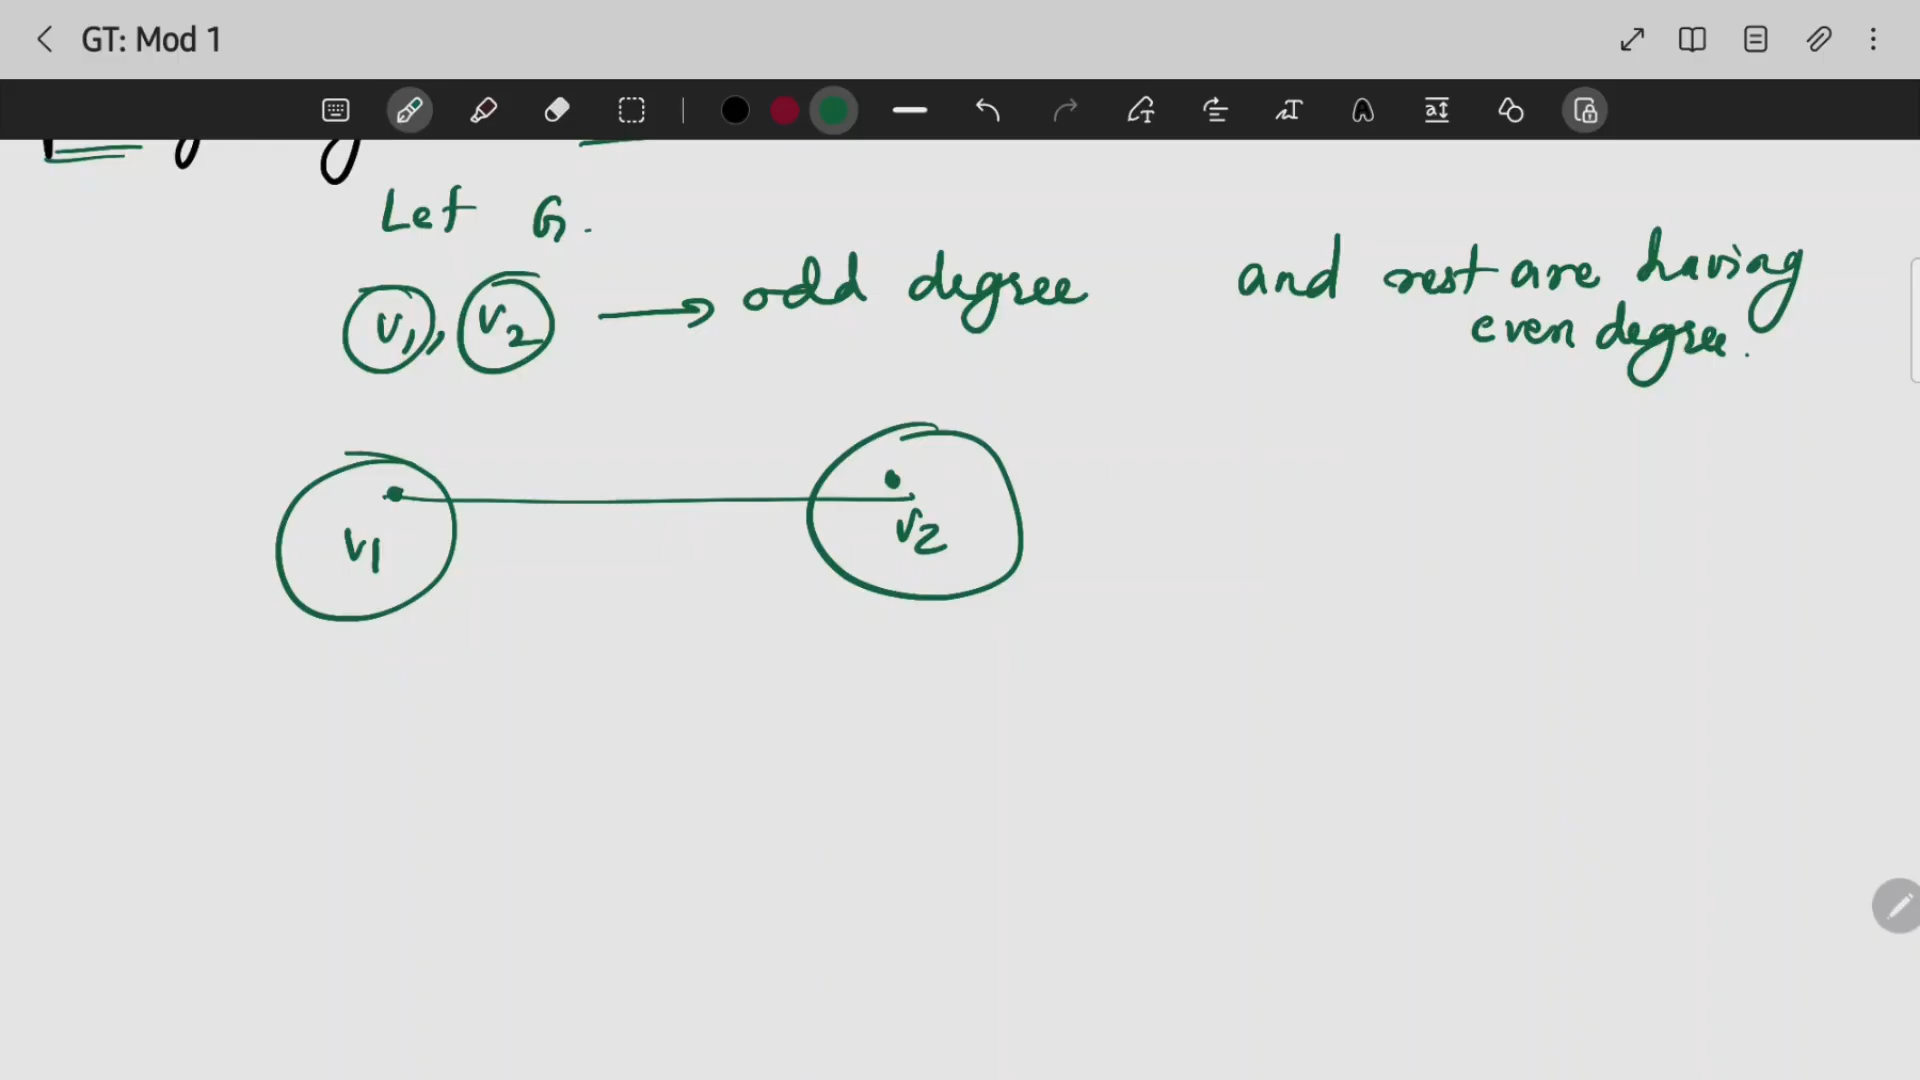 GT: Mod 1
Let G.
v1, v2 → odd degree and rest are having
even degree.
v1 v2